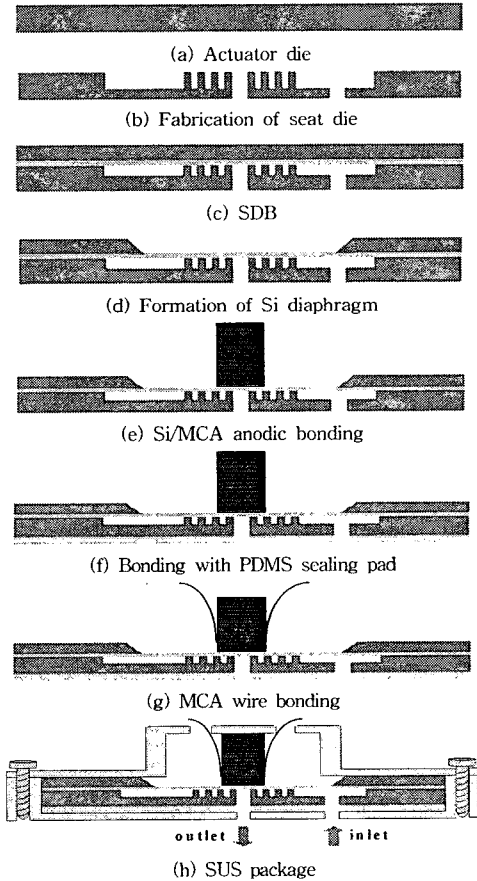 (a) Actuator die
(b) Fabrication of seat die
(c) SDB
(d) Formation of Si diaphragm
(e) Si/MCA anodic bonding
(f) Bonding with PDMS sealing pad
(g) MCA wire bonding
outlet inlet
(h) SUS package